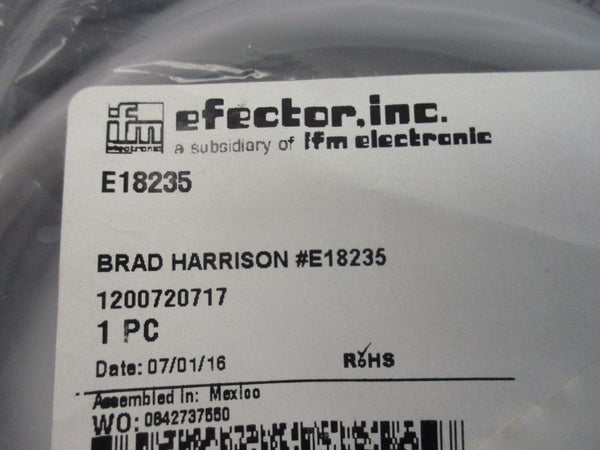 ifm electronic
efector, inc.
a subsidiary of ifm electronic
E18235
BRAD HARRISON #E18235
1200720717
1 PC
Date: 07/01/16 RoHS
Assembled in: Mexico
WO: 0642737550